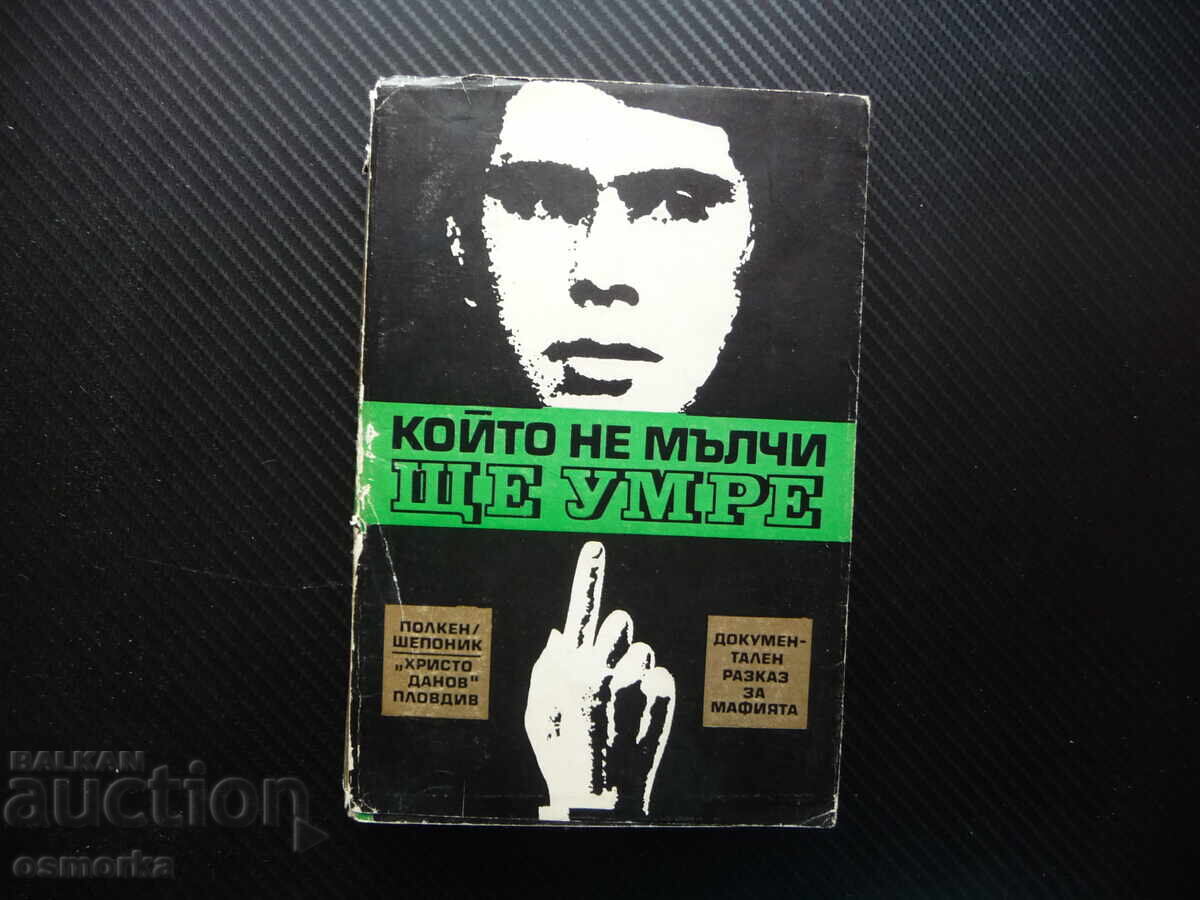 КОЙТО НЕ МЪЛЧИ
ЩЕ УМРЕ
ПОЛКЕН/
ШЕПОНИК
„ХРИСТО
ДАНОВ"
ПЛОВДИВ
ДОКУМЕН-
ТАЛЕН
РАЗКАЗ
ЗА
МАФИЯТА
BALKAN
auction
osmorka